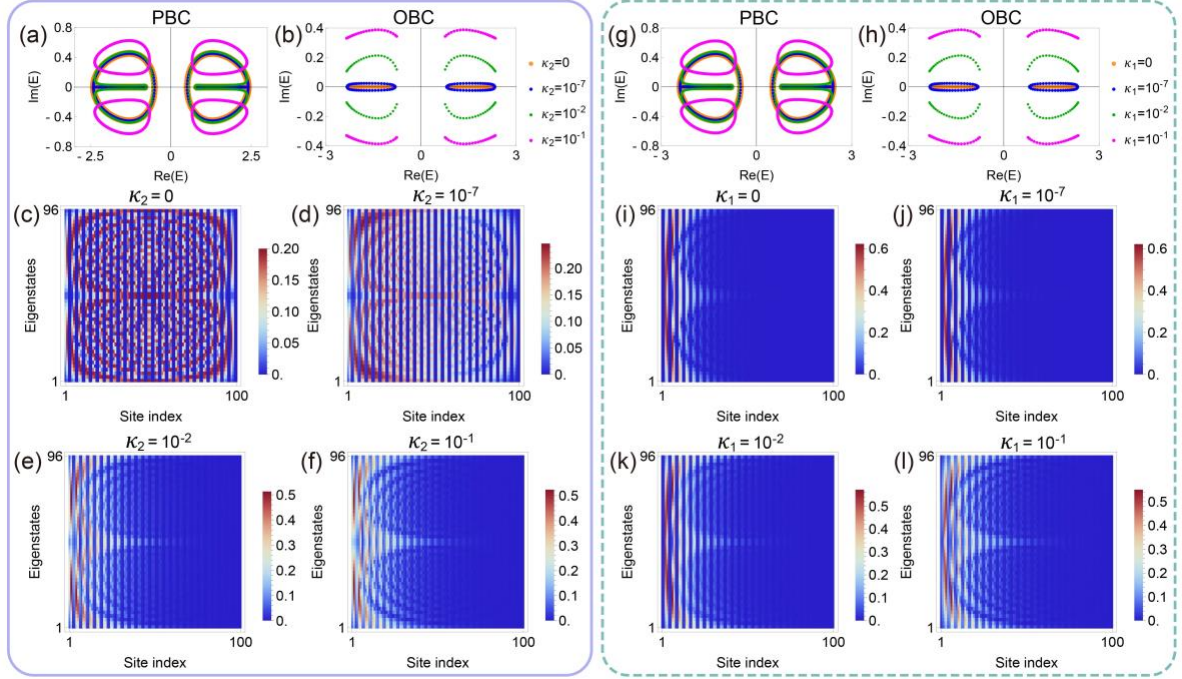 PBC
OBC
(a)
0.8
0.4
0
- 0.4
- 0.8
Im(E)
- 2.5
0
2.5
Re(E)
(b)
0.4
0.2
0
- 0.2
- 0.4
Im(E)
- 3
0
3
Re(E)
κ2=0
κ2=10-7
κ2=10-2
κ2=10-1
κ2 = 0
κ2 = 10-7
(c)
96
Eigenstates
1
1
100
Site index
0.20
0.15
0.10
0.05
0.
(d)
96
Eigenstates
1
1
100
Site index
0.20
0.15
0.10
0.05
0.
κ2 = 10-2
κ2 = 10-1
(e)
96
Eigenstates
1
1
100
Site index
0.5
0.4
0.3
0.2
0.1
0.
(f)
96
Eigenstates
1
1
100
Site index
0.5
0.4
0.3
0.2
0.1
0.
PBC
OBC
(g)
0.8
0.4
0
- 0.4
- 0.8
Im(E)
- 3
0
3
Re(E)
(h)
0.4
0.2
0
- 0.2
- 0.4
Im(E)
- 3
0
3
Re(E)
κ1=0
κ1=10-7
κ1=10-2
κ1=10-1
κ1 = 0
κ1 = 10-7
(i)
96
Eigenstates
1
1
100
Site index
0.6
0.4
0.2
0.
(j)
96
Eigenstates
1
1
100
Site index
0.6
0.4
0.2
0.
κ1 = 10-2
κ1 = 10-1
(k)
96
Eigenstates
1
1
100
Site index
0.5
0.4
0.3
0.2
0.1
0.
(l)
96
Eigenstates
1
1
100
Site index
0.5
0.4
0.3
0.2
0.1
0.